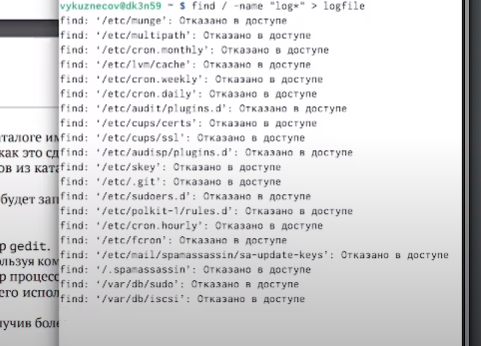 vykuznecov@dk3n59 ~ $ find / -name "log*" > logfile
find: '/etc/munge': Отказано в доступе
find: '/etc/multipath': Отказано в доступе
find: '/etc/cron.monthly': Отказано в доступе
find: '/etc/lvm/cache': Отказано в доступе
find: '/etc/cron.weekly': Отказано в доступе
find: '/etc/cron.daily': Отказано в доступе
find: '/etc/audit/plugins.d': Отказано в доступе
find: '/etc/cups/certs': Отказано в доступе
find: '/etc/cups/ssl': Отказано в доступе
find: '/etc/audisp/plugins.d': Отказано в доступе
find: '/etc/skey': Отказано в доступе
find: '/etc/.git': Отказано в доступе
find: '/etc/sudoers.d': Отказано в доступе
find: '/etc/polkit-1/rules.d': Отказано в доступе
find: '/etc/cron.hourly': Отказано в доступе
find: '/etc/fcron': Отказано в доступе
find: '/etc/mail/spamassassin/sa-update-keys': Отказано в доступе
find: '/.spamassassin': Отказано в доступе
find: '/var/db/sudo': Отказано в доступе
find: '/var/db/iscsi': Отказано в доступе
талоге им
как это сд
ов из ката
будет зап
р gedit.
льзуя ком
р процесс
его испол
лучив боле